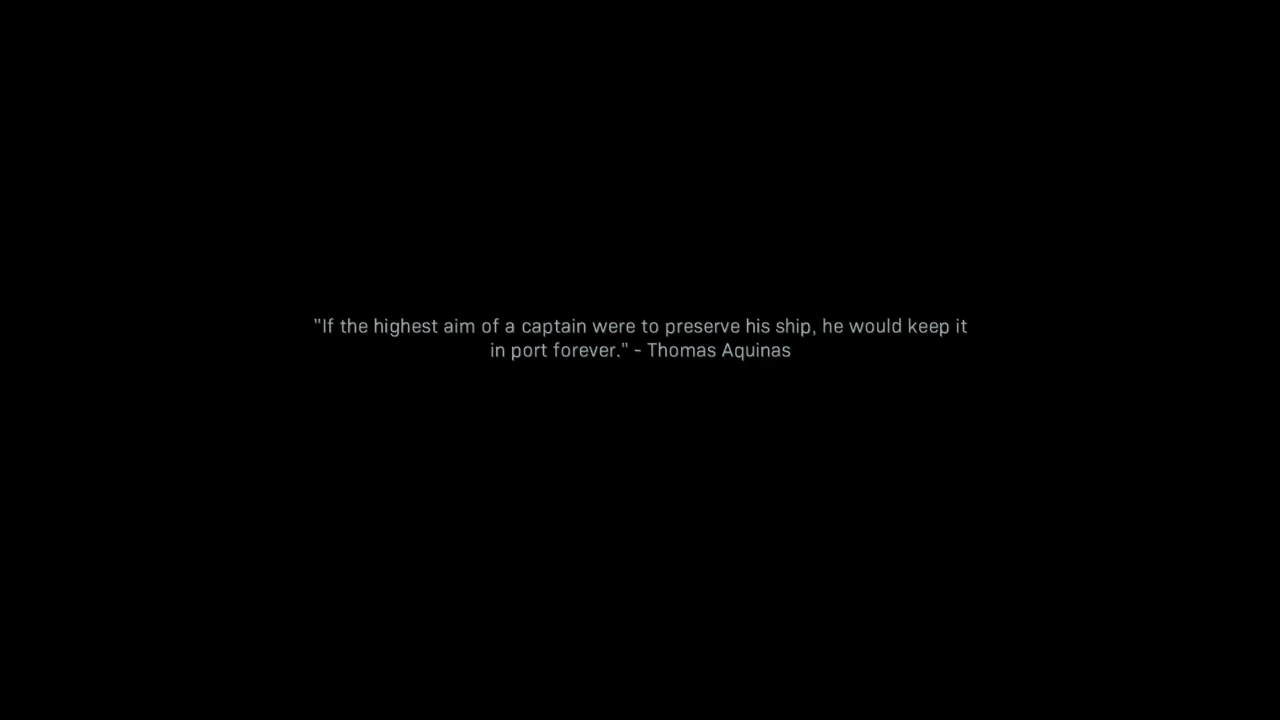 "If the highest aim of a captain were to preserve his ship, he would keep it
in port forever." - Thomas Aquinas